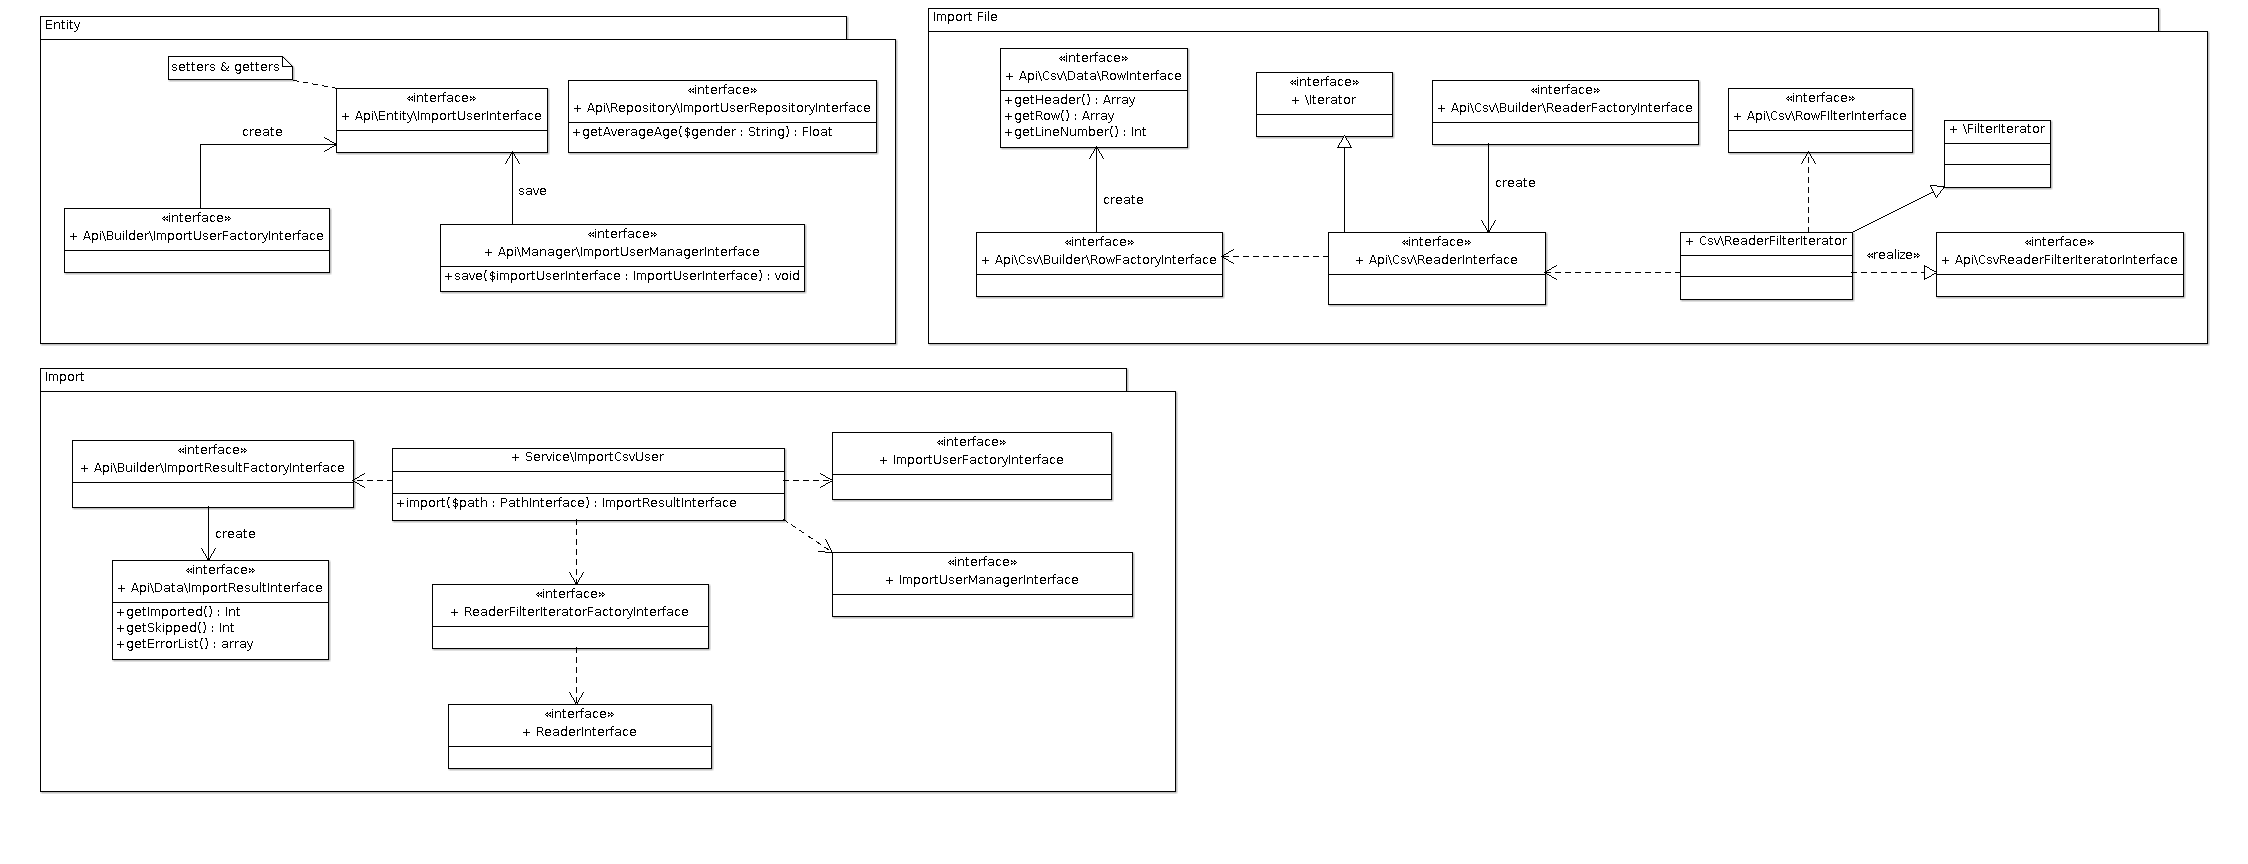 Entity
setters & getters
«interface»
+ Api\Entity\ImportUserInterface
«interface»
+ Api\Repository\ImportUserRepositoryInterface
+getAverageAge($gender : String) : Float
create
save
«interface»
+ Api\Builder\ImportUserFactoryInterface
«interface»
+ Api\Manager\ImportUserManagerInterface
+save($importUserInterface : ImportUserInterface) : void
Import File
«interface»
+ Api\Csv\Data\RowInterface
+getHeader() : Array
+getRow() : Array
+getLineNumber() : Int
«interface»
+ \Iterator
«interface»
+ Api\Csv\Builder\ReaderFactoryInterface
«interface»
+ Api\Csv\RowFIlterInterface
+ \FilterIterator
create
create
«interface»
+ Api\Csv\Builder\RowFactoryInterface
«interface»
+ Api\Csv\ReaderInterface
+ Csv\ReaderFilterIterator
«realize»
«interface»
+ Api\CsvReaderFilterIteratorInterface
Import
«interface»
+ Api\Builder\ImportResultFactoryInterface
+ Service\ImportCsvUser
+import($path : PathInterface) : ImportResultInterface
«interface»
+ ImportUserFactoryInterface
create
«interface»
+ Api\Data\ImportResultInterface
+getImported() : Int
+getSkipped() : Int
+getErrorList() : array
«interface»
+ ReaderFilterIteratorFactoryInterface
«interface»
+ ImportUserManagerInterface
«interface»
+ ReaderInterface